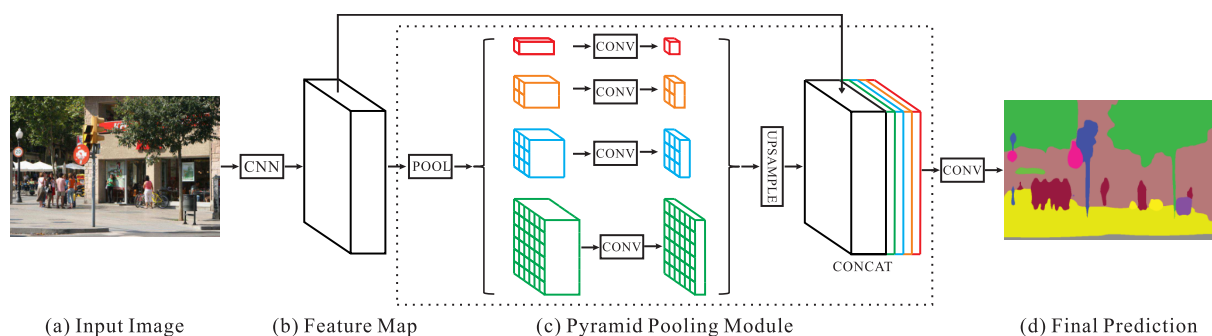 CNN
POOL
CONV
CONV
CONV
CONV
UPSAMPLE
CONCAT
CONV
(a) Input Image
(b) Feature Map
(c) Pyramid Pooling Module
(d) Final Prediction